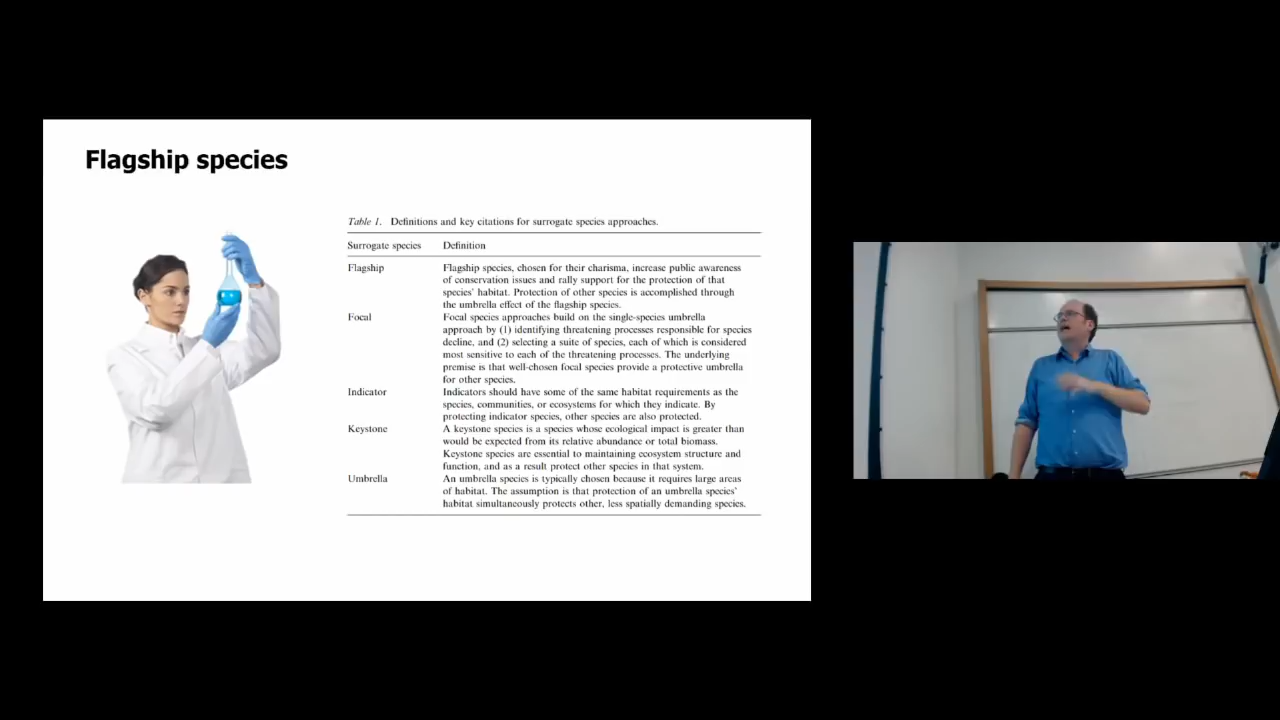 Flagship species
Table 1. Definitions and key citations for surrogate species approaches.
Surrogate species Definition
Flagship Flagship species, chosen for their charisma, increase public awareness
of conservation issues and rally support for the protection of that
species' habitat. Protection of other species is accomplished through
the umbrella effect of the flagship species.
Focal Focal species approaches build on the single-species umbrella
approach by (1) identifying threatening processes responsible for species
decline, and (2) selecting a suite of species, each of which is considered
most sensitive to each of the threatening processes. The underlying
premise is that well-chosen focal species provide a protective umbrella
for other species.
Indicator Indicators should have some of the same habitat requirements as the
species, communities, or ecosystems for which they indicate. By
protecting indicator species, other species are also protected.
Keystone A keystone species is a species whose ecological impact is greater than
would be expected from its relative abundance or total biomass.
Keystone species are essential to maintaining ecosystem structure and
function, and as a result protect other species in that system.
Umbrella An umbrella species is typically chosen because it requires large areas
of habitat. The assumption is that protection of an umbrella species'
habitat simultaneously protects other, less spatially demanding species.